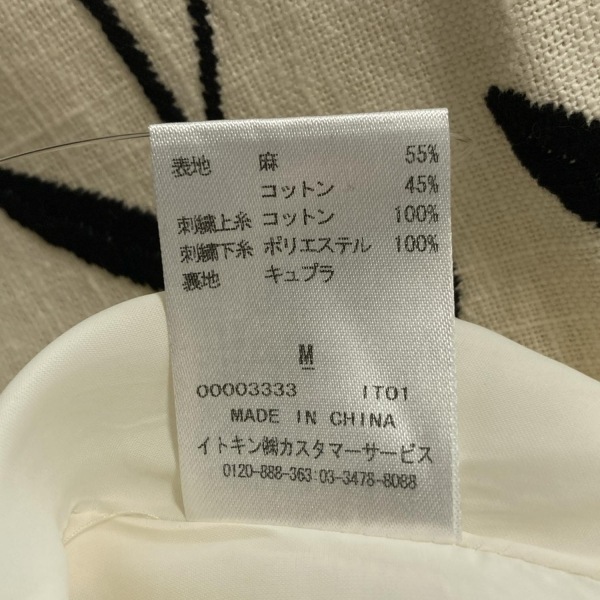 表地 麻 55%
コットン 45%
刺繍上糸 コットン 100%
刺繍下糸 ポリエステル 100%
裏地 キュプラ
M
00003333 IT01
MADE IN CHINA
イトキン㈱カスタマーサービス
0120-888-363:03-3478-8088